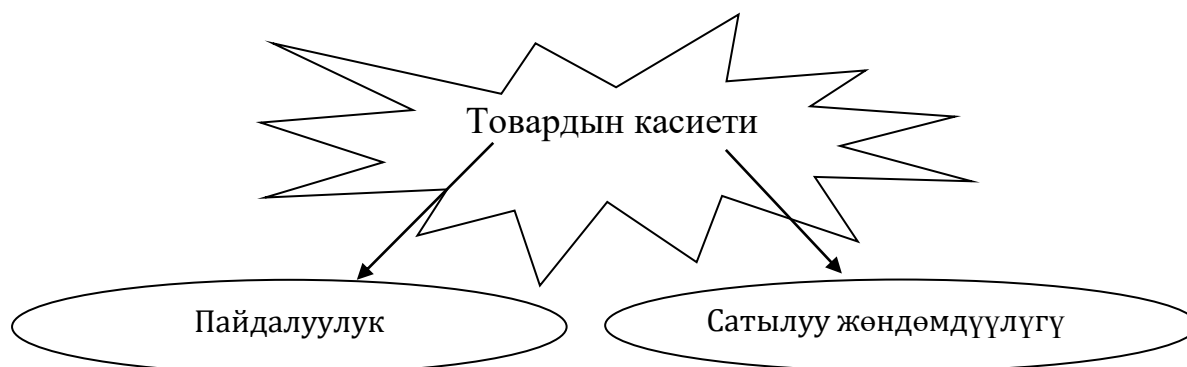 Товардын касиети
Пайдалуулук
Сатылуу жөндөмдүүлүгү